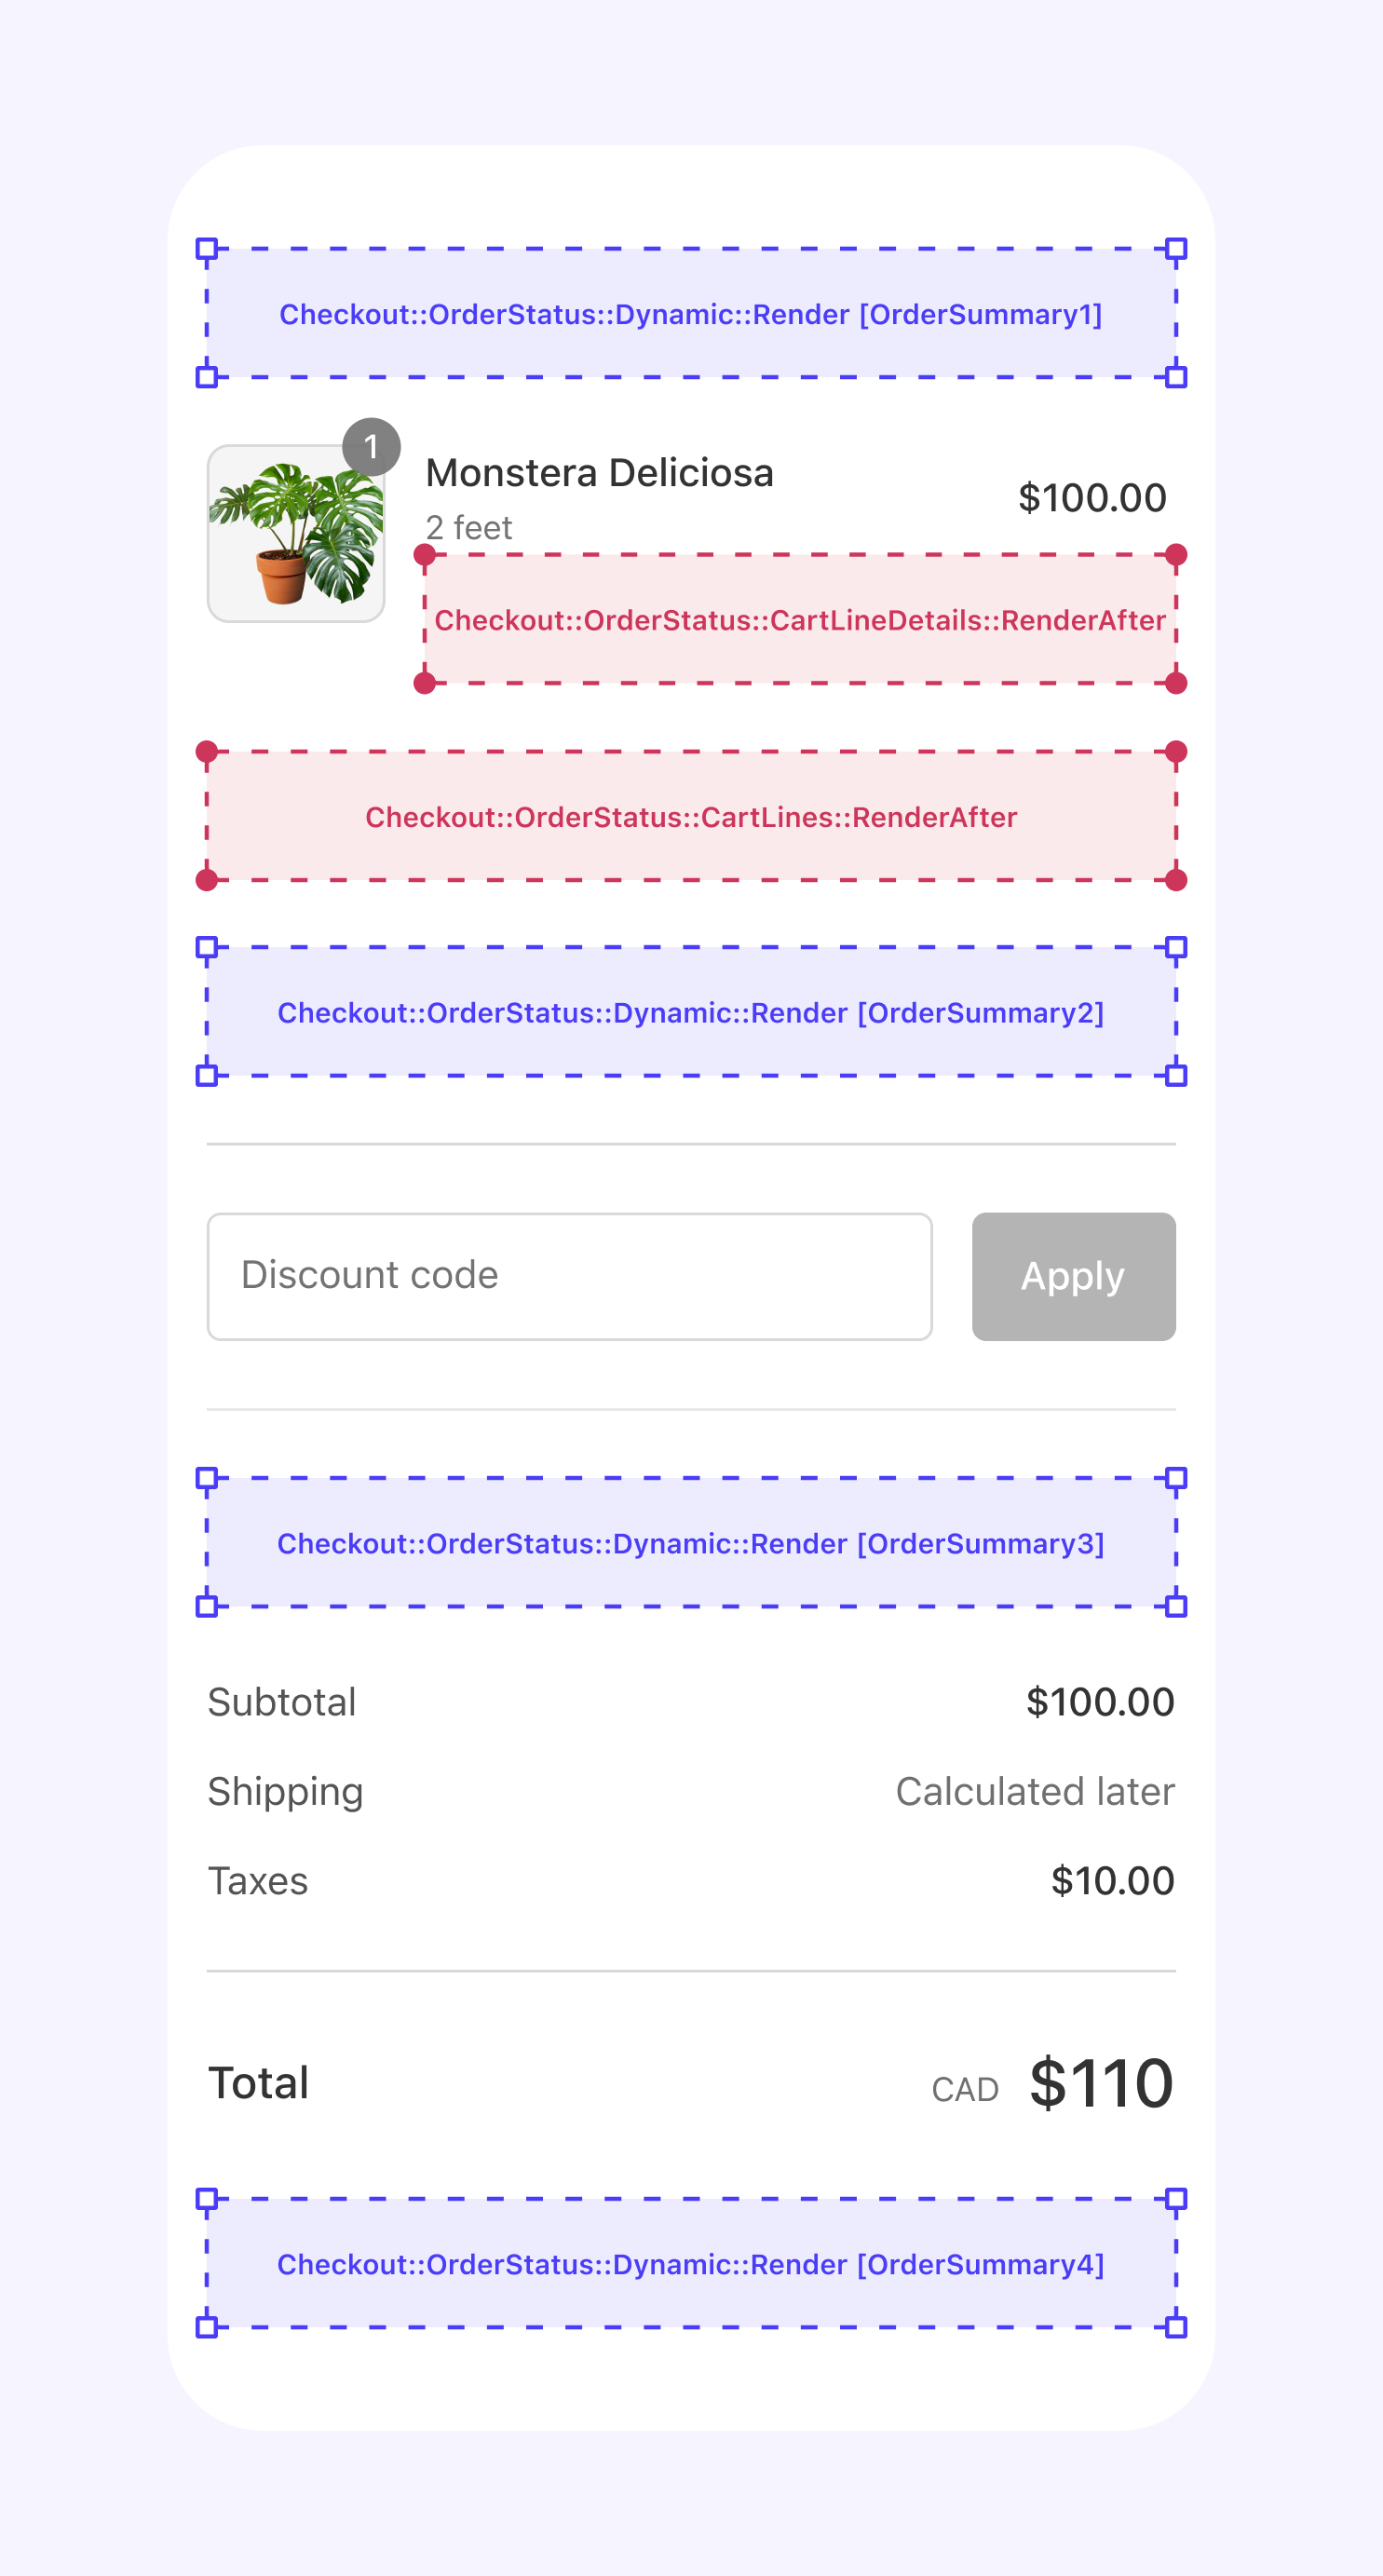 Checkout::OrderStatus::Dynamic::Render [OrderSummary1]
1
Monstera Deliciosa
$100.00
2 feet
Checkout::OrderStatus::CartLineDetails::RenderAfter
Checkout::OrderStatus::CartLines::RenderAfter
Checkout::OrderStatus::Dynamic::Render [OrderSummary2]
Discount code Apply
Checkout::OrderStatus::Dynamic::Render [OrderSummary3]
Subtotal $100.00
Shipping Calculated later
Taxes $10.00
Total CAD $110
Checkout::OrderStatus::Dynamic::Render [OrderSummary4]